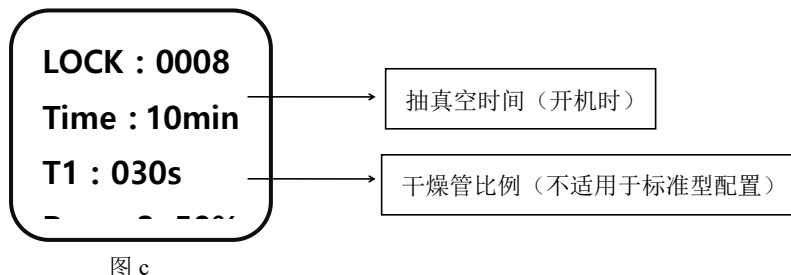 LOCK：0008
Time：10min
T1：030s
抽真空时间（开机时）
干燥管比例（不适用于标准型配置）
图 c